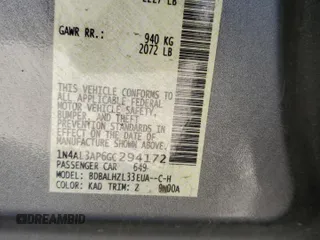 2227 LB
GAWR RR.: 940 KG
2072 LB
THIS VEHICLE CONFORMS TO ALL
APPLICABLE FEDERAL MOTOR
VEHICLE SAFETY,
BUMPER, AND THEFT
PREVENTION STANDARDS
IN EFFECT ON THE DATE OF
MANUFACTURE SHOWN ABOVE.
1N4AL3AP6GC294172
PASSENGER CAR 649
MODEL: BDBALHZL33EUA--C-H
COLOR: KAD TRIM: Z
DREAMBID